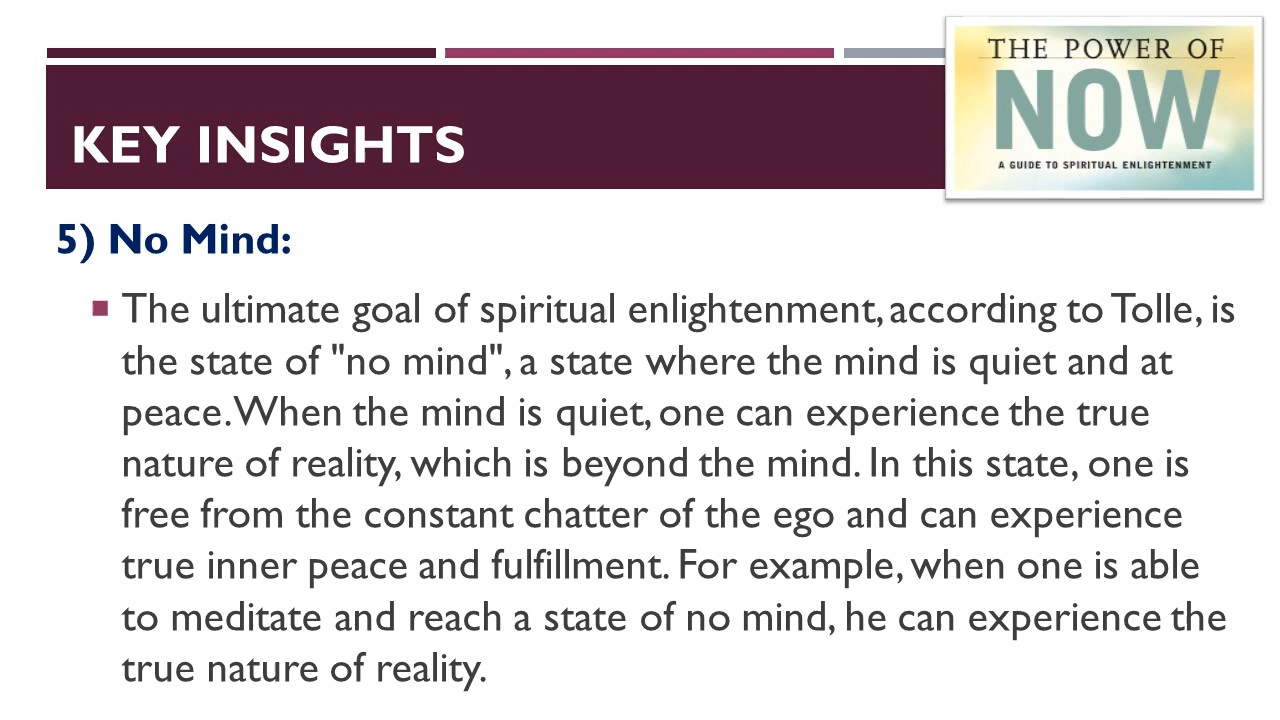 THE POWER OF
NOW
A GUIDE TO SPIRITUAL ENLIGHTENMENT
KEY INSIGHTS
5) No Mind:
The ultimate goal of spiritual enlightenment, according to Tolle, is
the state of "no mind", a state where the mind is quiet and at
peace. When the mind is quiet, one can experience the true
nature of reality, which is beyond the mind. In this state, one is
free from the constant chatter of the ego and can experience
true inner peace and fulfillment. For example, when one is able
to meditate and reach a state of no mind, he can experience the
true nature of reality.